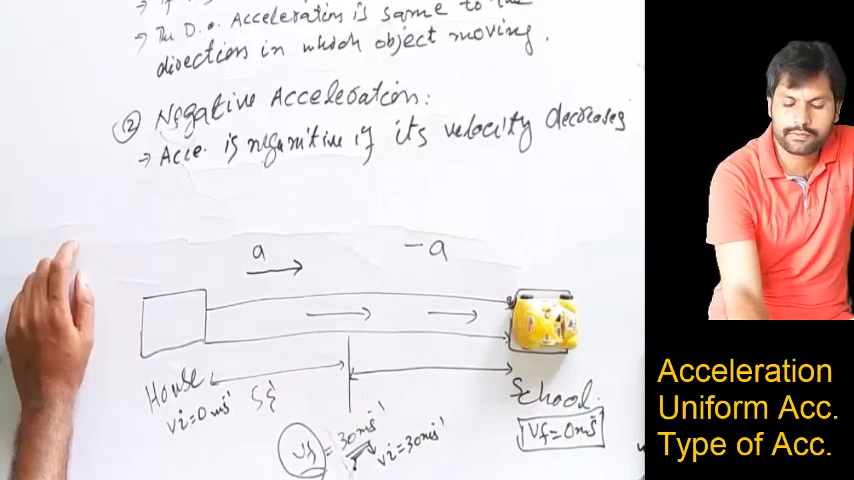 → The D.o. Acceleration is same to the
direction in which object moving.
② Negative Acceleration:
→ Acce. is negamitive if its velocity decreases
a
-a
House
School.
Vi=0ms⁻¹
Vf=0ms⁻¹
Vf = 30ms⁻¹
Vi=30ms⁻¹
Acceleration
Uniform Acc.
Type of Acc.